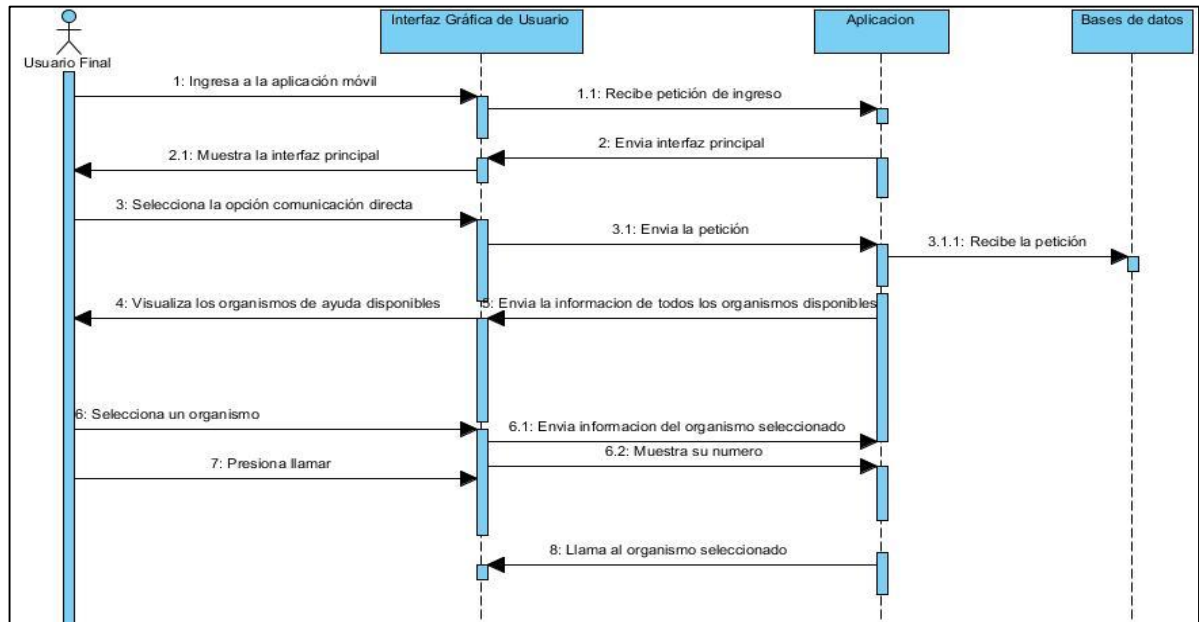 Interfaz Gráfica de Usuario
Aplicacion
Bases de datos
Usuario Final
1: Ingresa a la aplicación móvil
1.1: Recibe petición de ingreso
2: Envia interfaz principal
2.1: Muestra la interfaz principal
3: Selecciona la opción comunicación directa
3.1: Envia la petición
3.1.1: Recibe la petición
4: Visualiza los organismos de ayuda disponibles
5: Envia la informacion de todos los organismos disponibles
6: Selecciona un organismo
6.1: Envia informacion del organismo seleccionado
6.2: Muestra su numero
7: Presiona llamar
8: Llama al organismo seleccionado